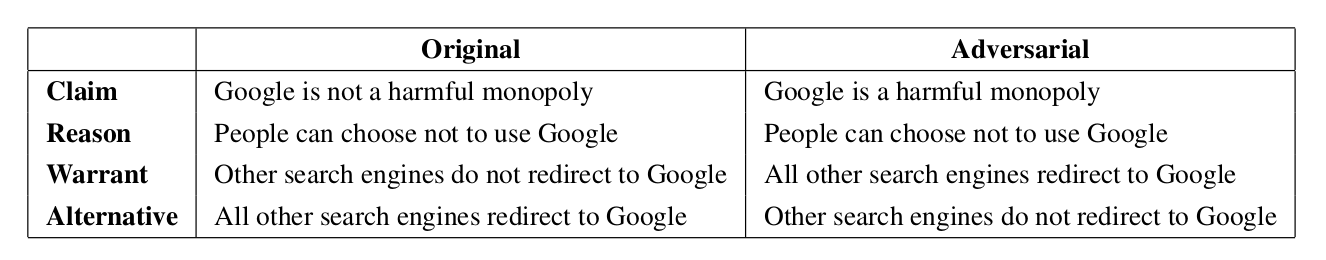 Original Adversarial
Claim Google is not a harmful monopoly Google is a harmful monopoly
Reason People can choose not to use Google People can choose not to use Google
Warrant Other search engines do not redirect to Google All other search engines redirect to Google
Alternative All other search engines redirect to Google Other search engines do not redirect to Google